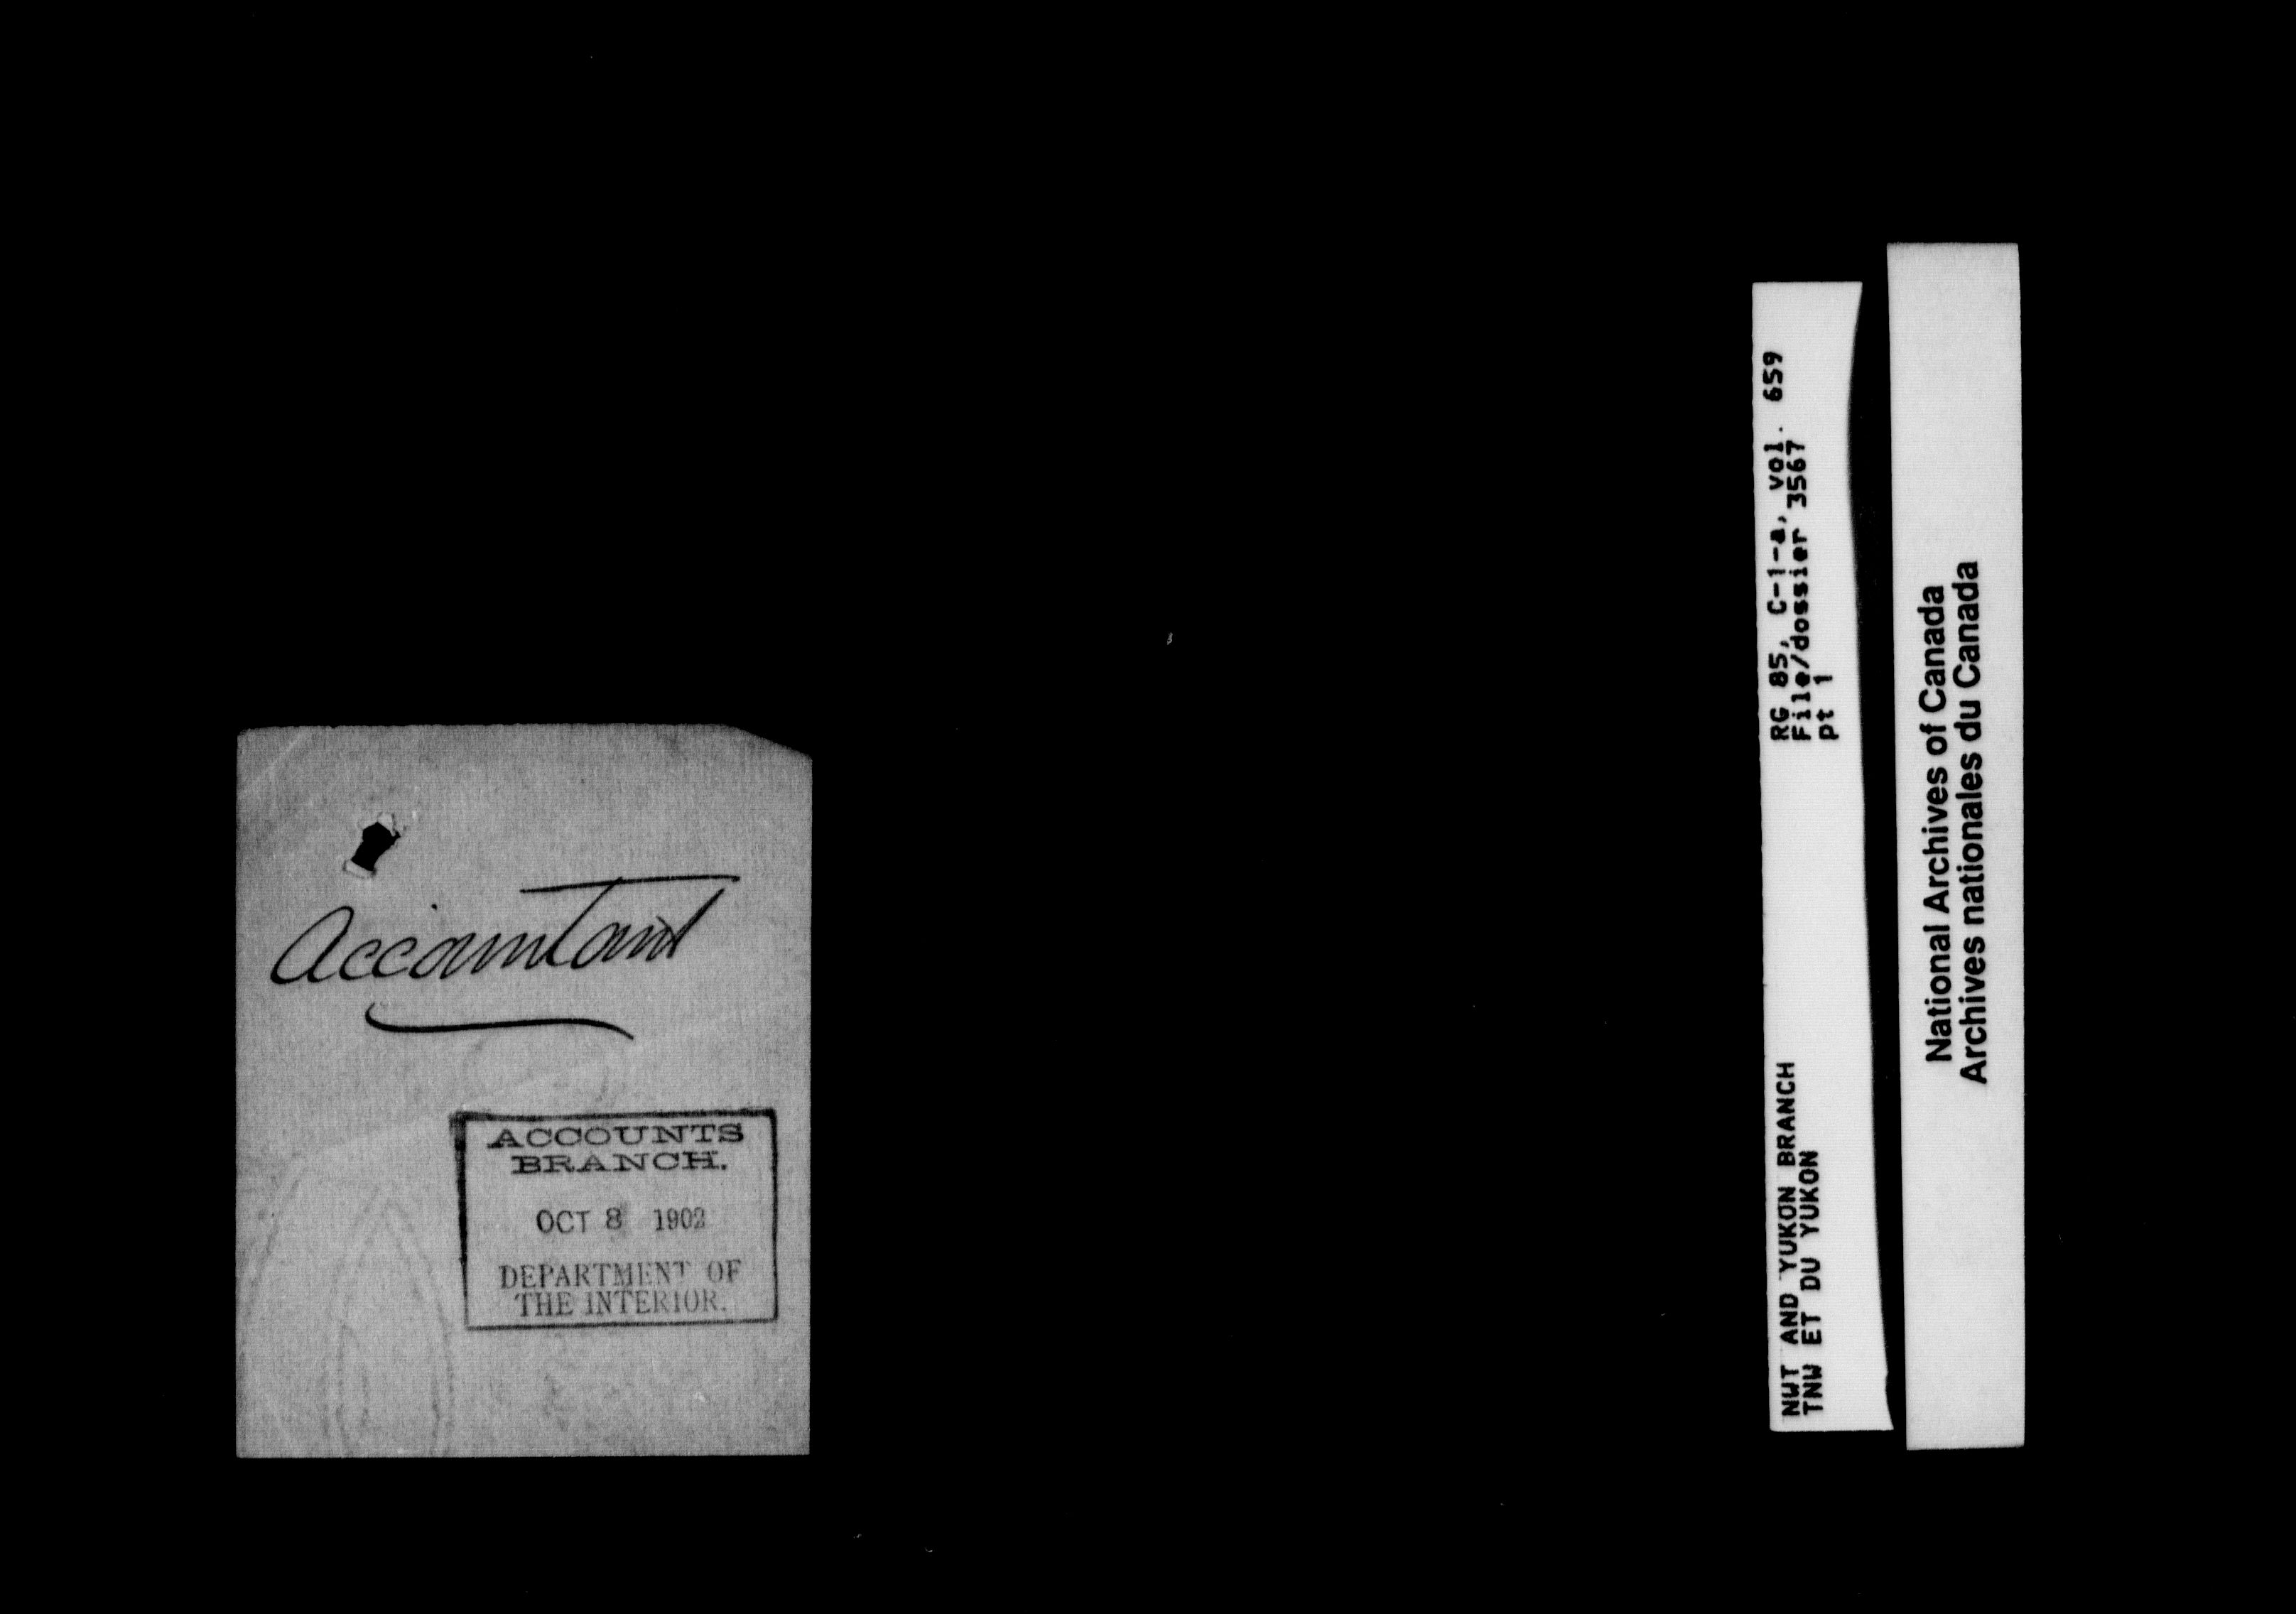 Accountant
ACCOUNTS
BRANCH.
OCT 8 1902
DEPARTMENT OF
THE INTERIOR.
NWT AND YUKON BRANCH
TNW ET DU YUKON
RG 85, C-1-a, vol. 659
File/dossier 3567
pt 1
National Archives of Canada
Archives nationales du Canada